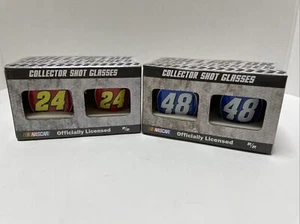 COLLECTOR SHOT GLASSES
24 24
NASCAR Officially Licensed
COLLECTOR SHOT GLASSES
48 48
NASCAR Officially Licensed